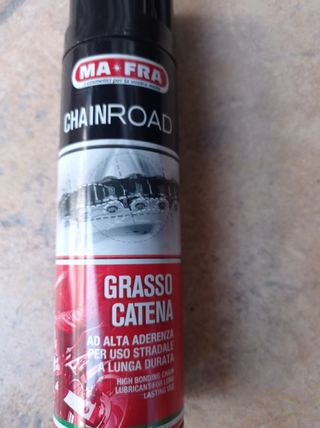 MA★FRA
CHAINROAD
GRASSO
CATENA
AD ALTA ADERENZA
PER USO STRADALE
A LUNGA DURATA
HIGH BONDING CHAIN
LUBRICANT FOR LONG
LASTING USE